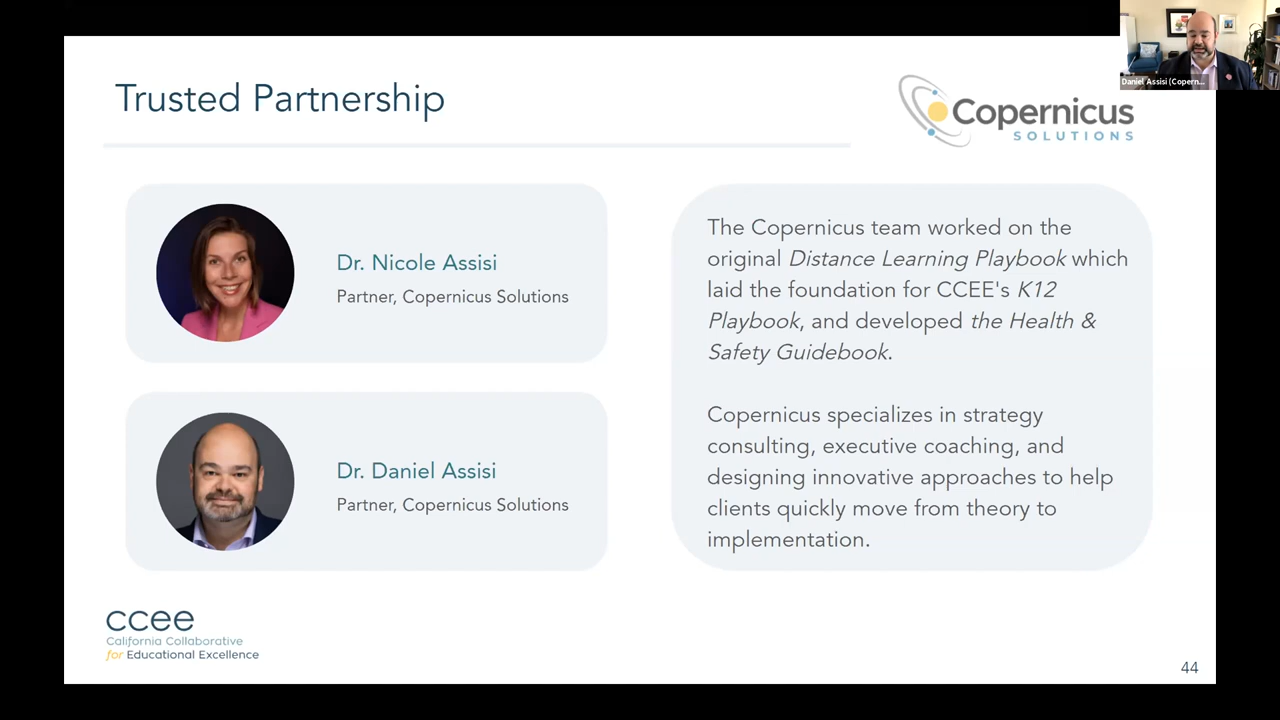 Trusted Partnership
Copernicus
SOLUTIONS
Daniel Assisi (Copern...
Dr. Nicole Assisi
Partner, Copernicus Solutions
Dr. Daniel Assisi
Partner, Copernicus Solutions
The Copernicus team worked on the
original Distance Learning Playbook which
laid the foundation for CCEE's K12
Playbook, and developed the Health &
Safety Guidebook.
Copernicus specializes in strategy
consulting, executive coaching, and
designing innovative approaches to help
clients quickly move from theory to
implementation.
ccee
California Collaborative
for Educational Excellence
44